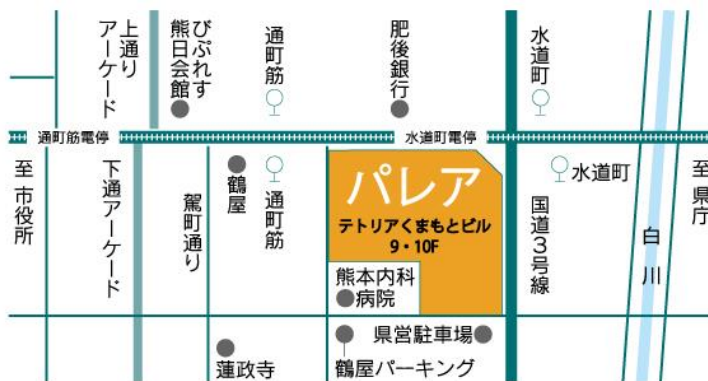 上通り
アーケード
びぷれす
熊日会館
通町筋
肥後銀行
水道町
通町筋電停
水道町電停
至 市役所
下通アーケード
駕町通り
鶴屋
通町筋
パレア
テトリアくまもとビル
9・10F
熊本内科
病院
国道3号線
水道町
白川
至 県庁
蓮政寺
県営駐車場
鶴屋パーキング